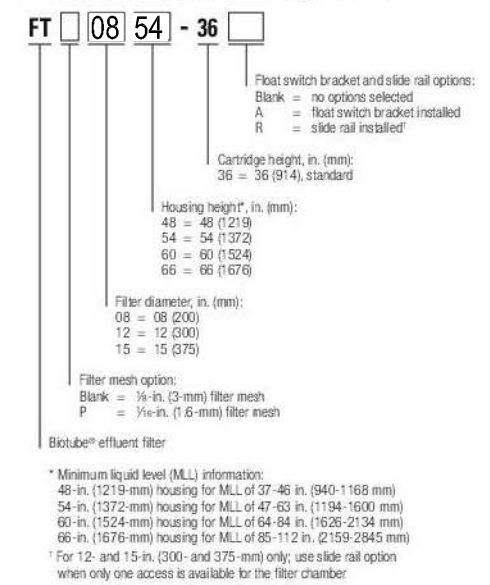 FT 08 54 - 36
Float switch bracket and slide rail options:
Blank = no options selected
A = float switch bracket installed
R = slide rail installed†
Cartridge height, in. (mm):
36 = 36 (914), standard
Housing height*, in. (mm):
48 = 48 (1219)
54 = 54 (1372)
60 = 60 (1524)
66 = 66 (1676)
Filter diameter, in. (mm):
08 = 08 (200)
12 = 12 (300)
15 = 15 (375)
Filter mesh option:
Blank = ⅛-in. (3-mm) filter mesh
P = 1⁄16-in. (1.6-mm) filter mesh
Biotube® effluent filter
* Minimum liquid level (MLL) information:
48-in. (1219-mm) housing for MLL of 37-46 in. (940-1168 mm)
54-in. (1372-mm) housing for MLL of 47-63 in. (1194-1600 mm)
60-in. (1524-mm) housing for MLL of 64-84 in. (1626-2134 mm)
66-in. (1676-mm) housing for MLL of 85-112 in. (2159-2845 mm)
† For 12- and 15-in. (300- and 375-mm) only; use slide rail option
when only one access is available for the filter chamber